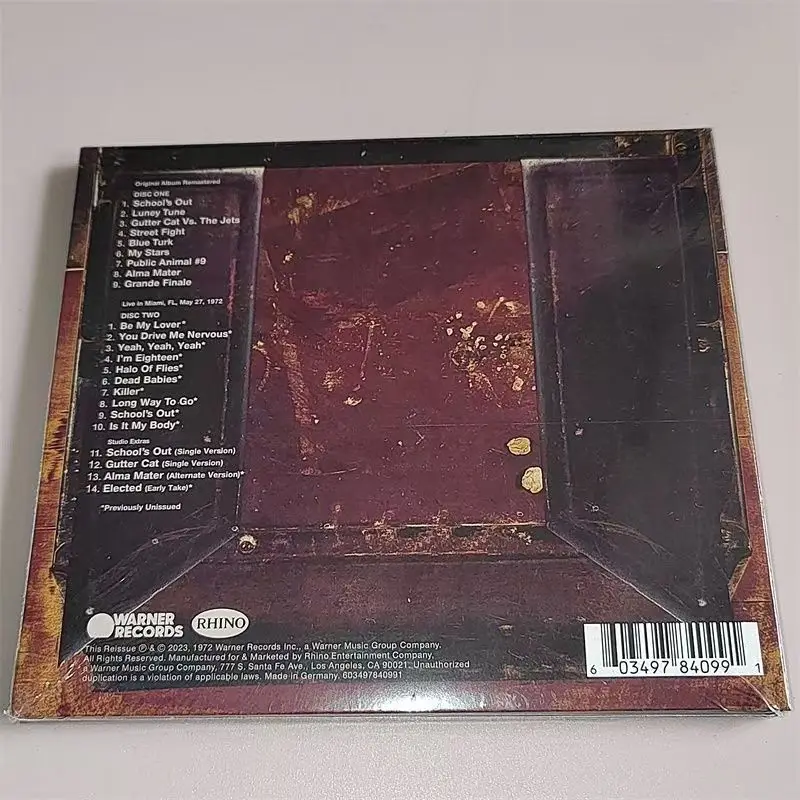 Original Album Remastered
DISC ONE
1. School's Out
2. Luney Tune
3. Gutter Cat Vs. The Jets
4. Street Fight
5. Blue Turk
6. My Stars
7. Public Animal #9
8. Alma Mater
9. Grande Finale
Live in Miami, FL, May 27, 1972
DISC TWO
1. Be My Lover*
2. You Drive Me Nervous*
3. Yeah, Yeah, Yeah*
4. I'm Eighteen*
5. Halo Of Flies*
6. Dead Babies*
7. Killer*
8. Long Way To Go*
9. School's Out*
10. Is It My Body*
Studio Extras
11. School's Out (Single Version)
12. Gutter Cat (Single Version)
13. Alma Mater (Alternate Version)*
14. Elected (Early Take)*
*Previously Unissued
WARNER
RECORDS
RHINO
This Reissue ℗ & © 2023, 1972 Warner Records Inc., a Warner Music Group Company.
All Rights Reserved. Manufactured for & Marketed by Rhino Entertainment Company,
a Warner Music Group Company, 777 S. Santa Fe Ave., Los Angeles, CA 90021. Unauthorized
duplication is a violation of applicable laws. Made in Germany. 603497840991
6 03497 84099 1